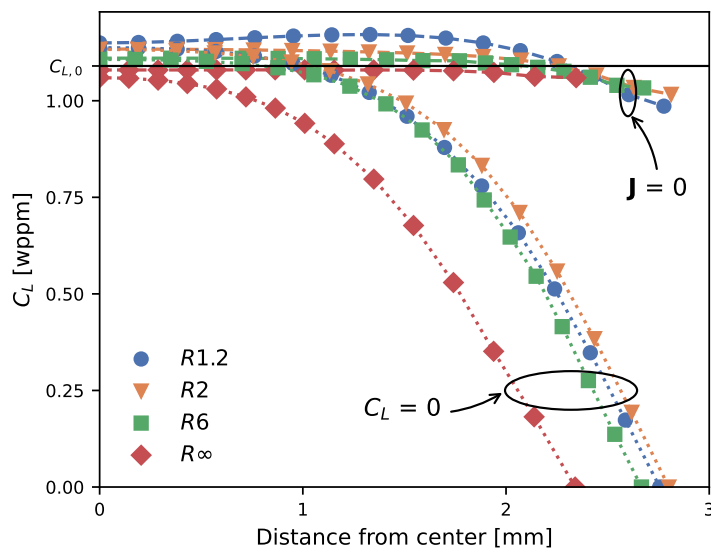 C_{L,0}
1.00
0.75
0.50
0.25
0.00
C_L [wppm]
J = 0
R1.2
R2
R6
R∞
C_L = 0
0
1
2
3
Distance from center [mm]